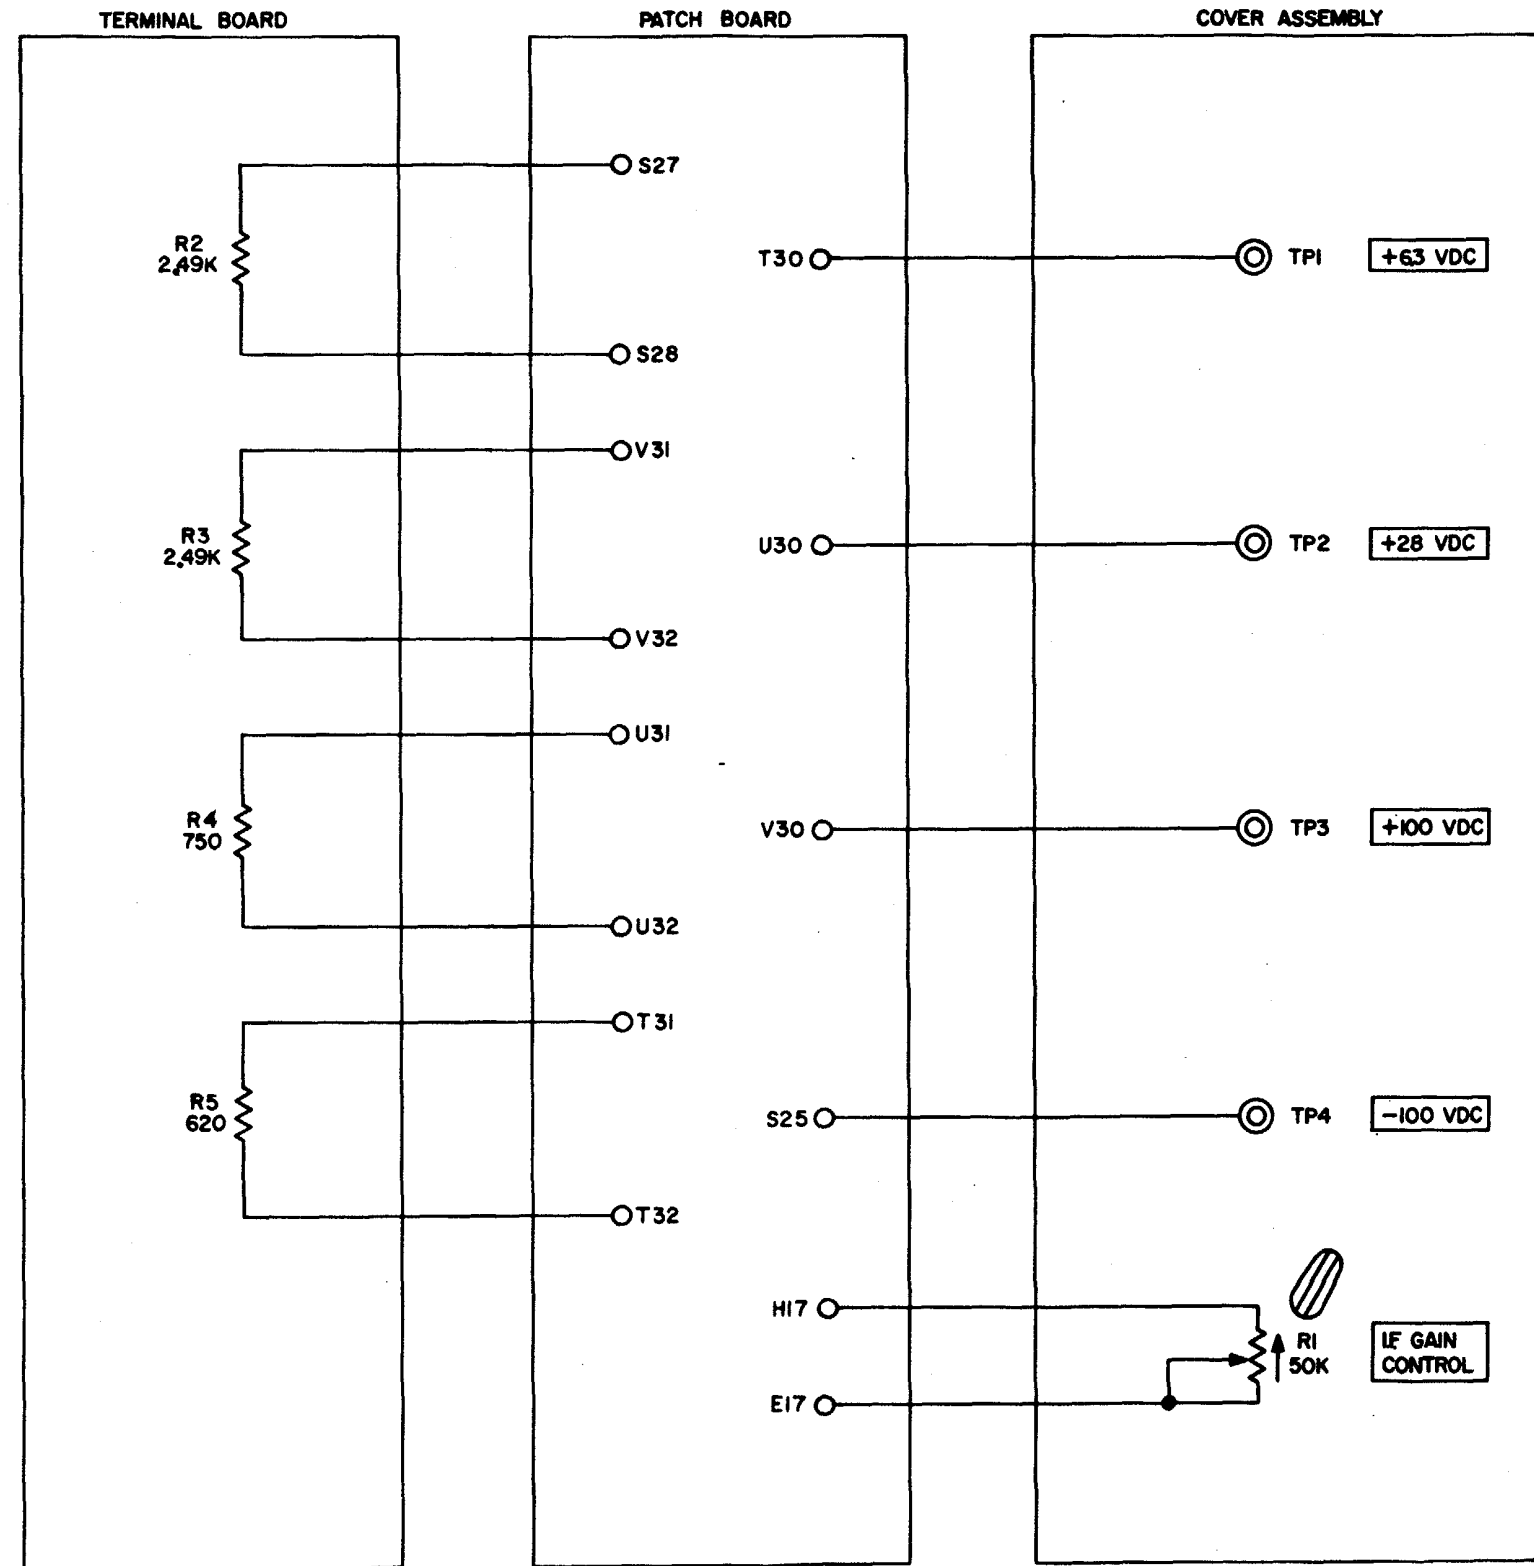 TERMINAL BOARD
PATCH BOARD
COVER ASSEMBLY
S27
R2
2.49K
S28
T30
TP1
+6.3 VDC
V31
R3
2.49K
V32
U30
TP2
+28 VDC
U31
R4
750
U32
V30
TP3
+100 VDC
T31
R5
620
T32
S25
TP4
-100 VDC
H17
E17
R1
50K
I.F. GAIN
CONTROL